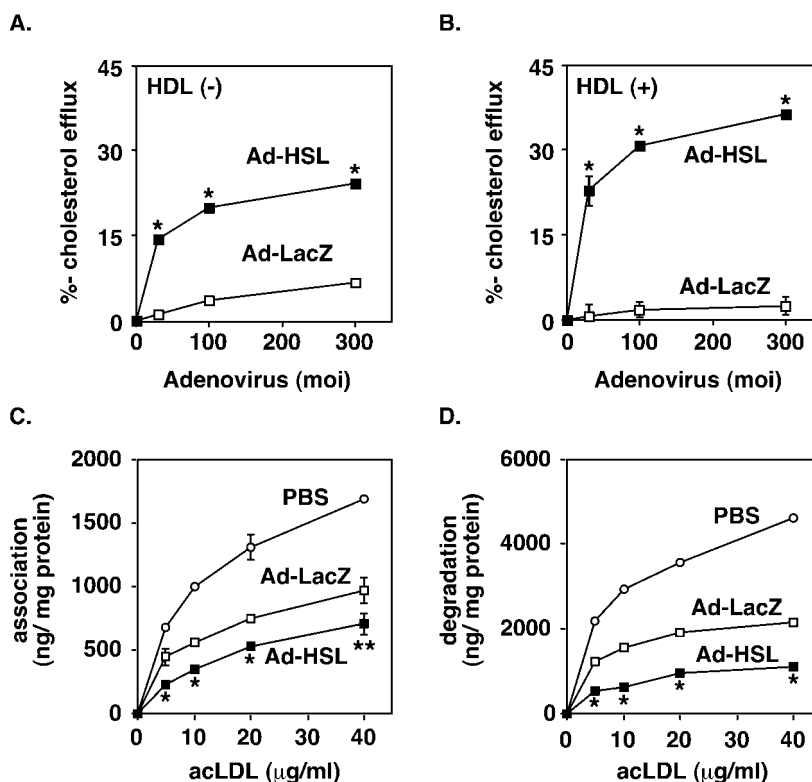 A.
%- cholesterol efflux
45
30
15
0
HDL (-)
Ad-HSL
* * *
Ad-LacZ
0 100 200 300
Adenovirus (moi)
B.
%- cholesterol efflux
45
30
15
0
HDL (+)
* * *
Ad-HSL
Ad-LacZ
0 100 200 300
Adenovirus (moi)
C.
association
(ng/ mg protein)
2000
1500
1000
500
0
PBS
Ad-LacZ
Ad-HSL
* * * **
0 10 20 30 40
acLDL (μg/ml)
D.
degradation
(ng/ mg protein)
6000
4000
2000
0
PBS
Ad-LacZ
Ad-HSL
* * * *
0 10 20 30 40
acLDL (μg/ml)